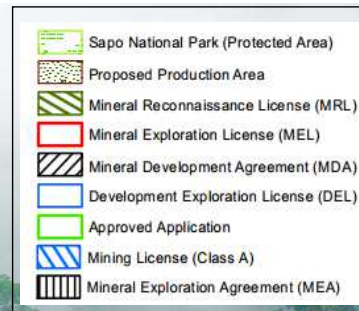 Sapo National Park (Protected Area)
Proposed Production Area
Mineral Reconnaissance License (MRL)
Mineral Exploration License (MEL)
Mineral Development Agreement (MDA)
Development Exploration License (DEL)
Approved Application
Mining License (Class A)
Mineral Exploration Agreement (MEA)